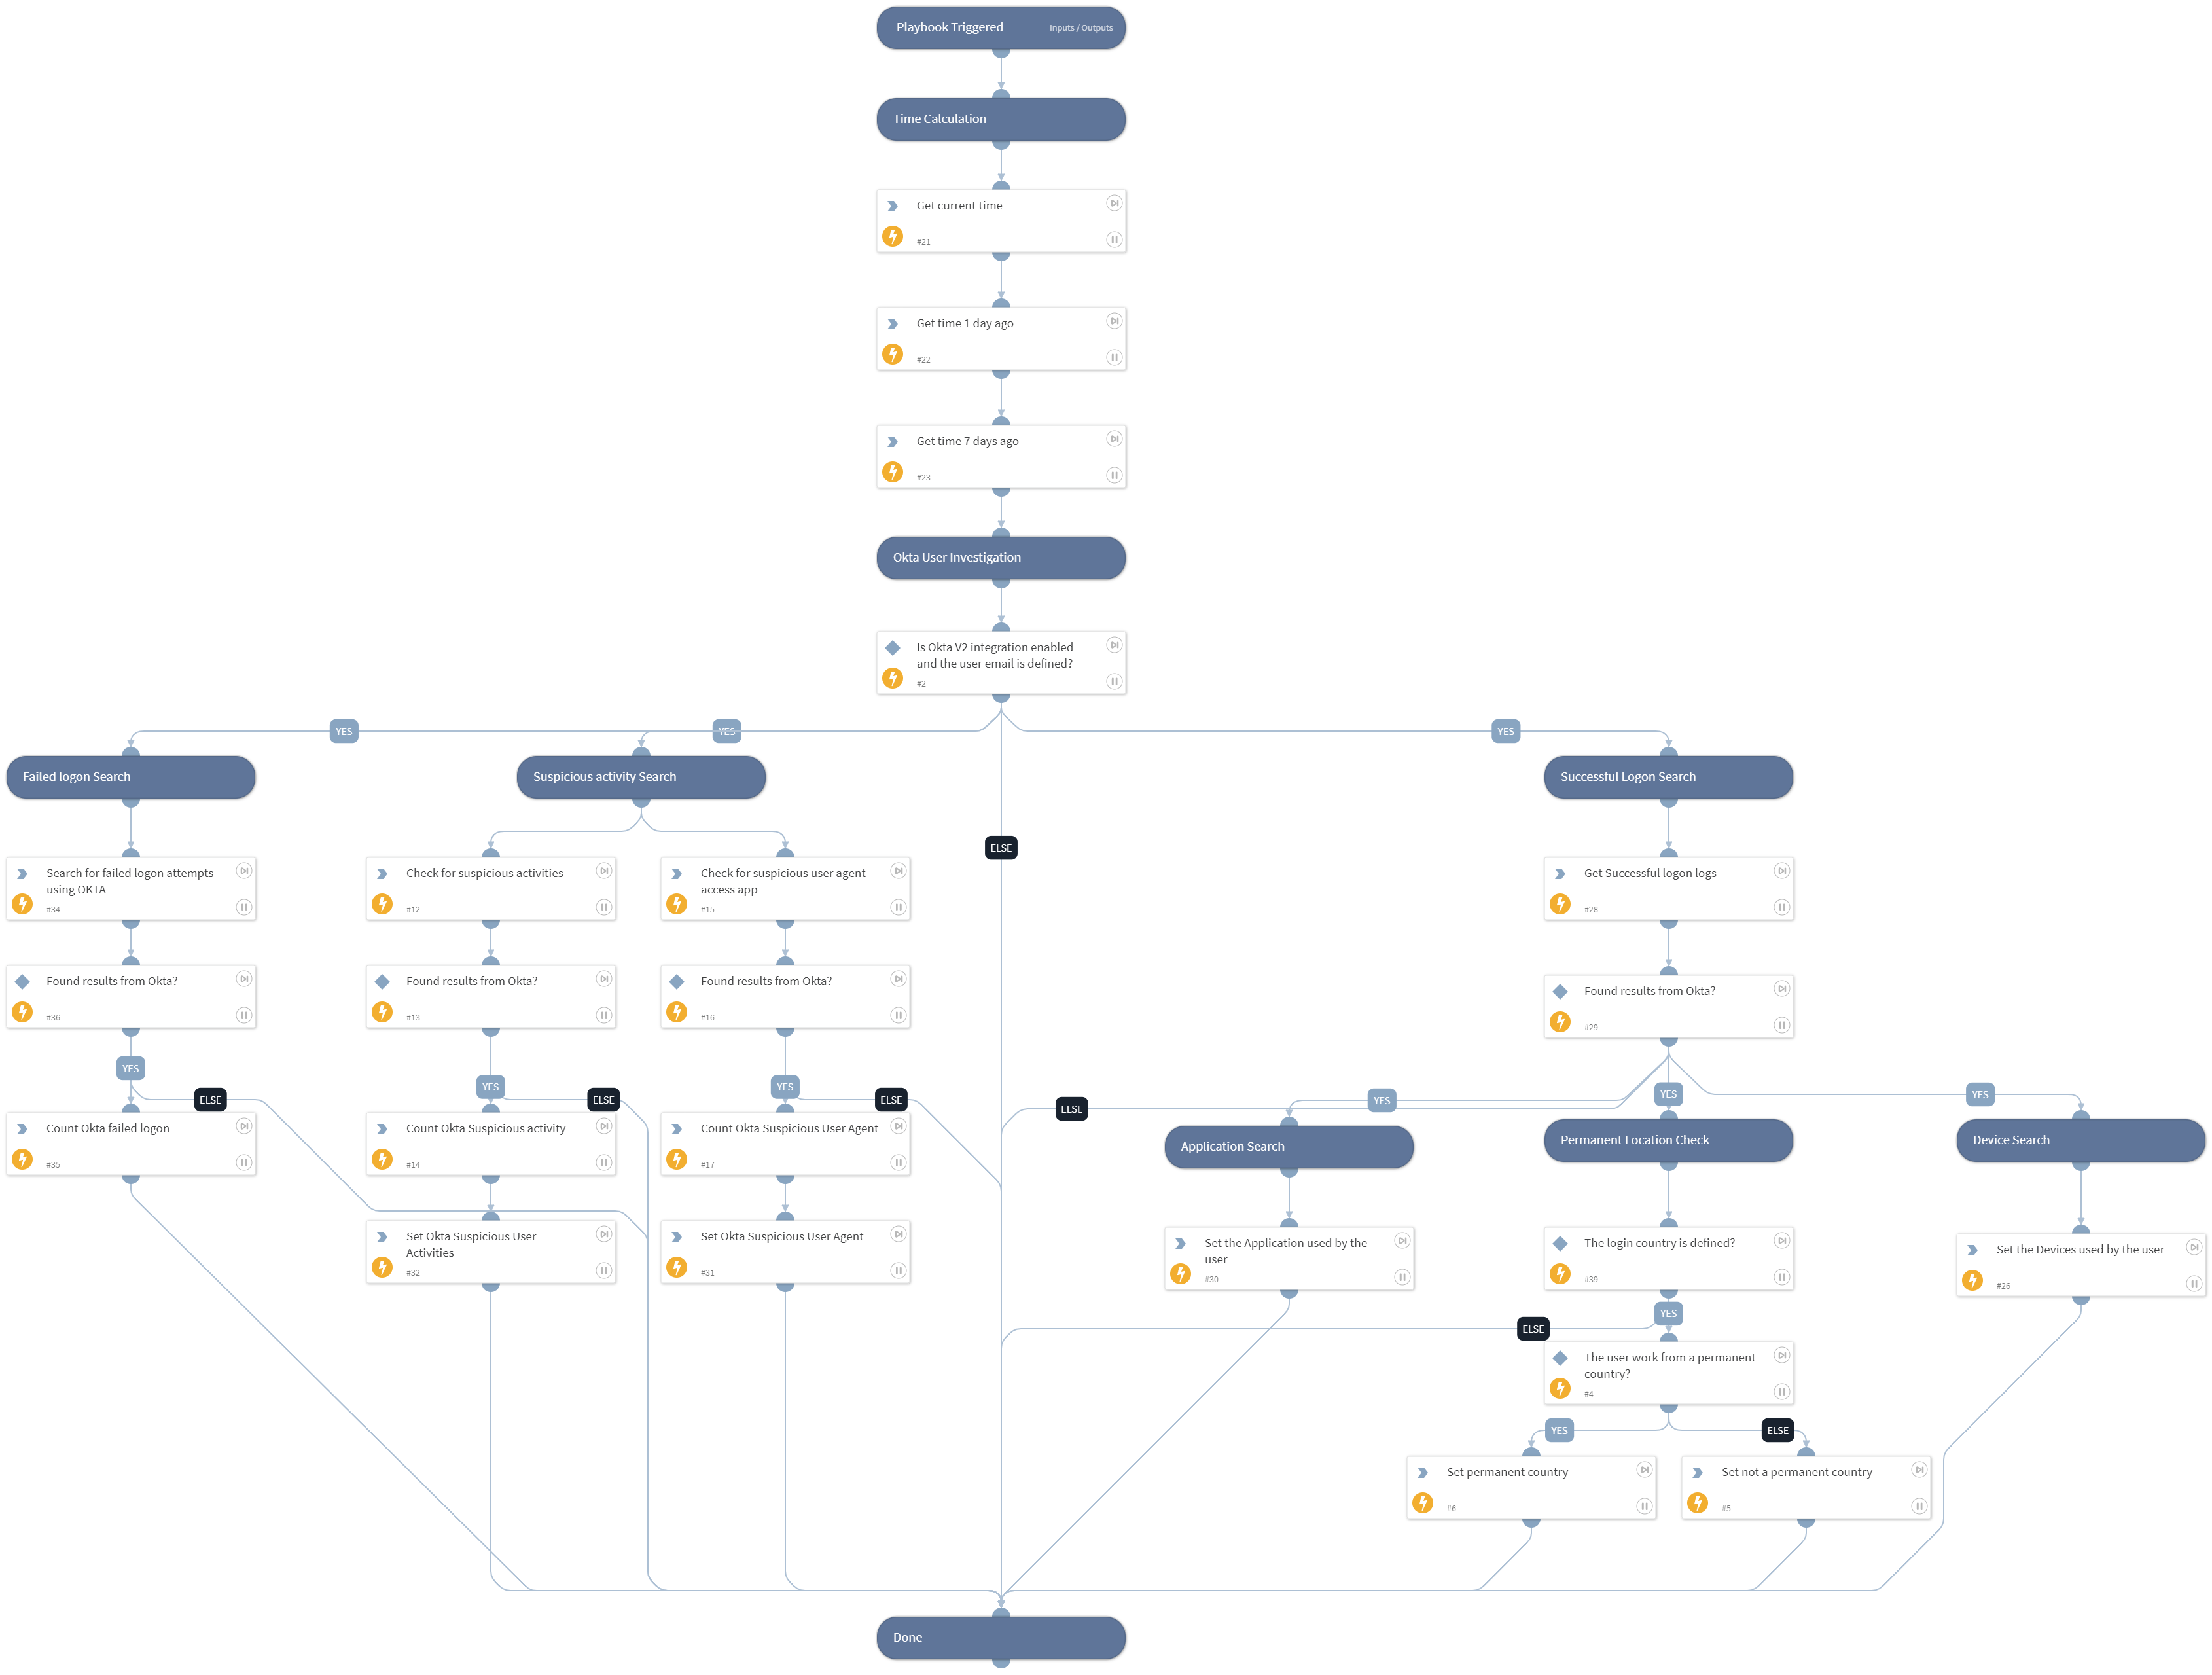 Playbook Triggered
Inputs / Outputs
Time Calculation
Get current time
#21
Get time 1 day ago
#22
Get time 7 days ago
#23
Okta User Investigation
Is Okta V2 integration enabled
and the user email is defined?
#2
YES
YES
YES
Failed logon Search
Suspicious activity Search
Successful Logon Search
ELSE
Search for failed logon attempts
using OKTA
#34
Check for suspicious activities
#12
Check for suspicious user agent
access app
#15
Get Successful logon logs
#28
Found results from Okta?
#36
Found results from Okta?
#13
Found results from Okta?
#16
Found results from Okta?
#29
YES
ELSE
YES
ELSE
YES
ELSE
ELSE
YES
YES
YES
Count Okta failed logon
#35
Count Okta Suspicious activity
#14
Count Okta Suspicious User Agent
#17
Application Search
Permanent Location Check
Device Search
Set Okta Suspicious User
Activities
#32
Set Okta Suspicious User Agent
#31
Set the Application used by the
user
#30
The login country is defined?
#39
Set the Devices used by the user
#26
YES
ELSE
The user work from a permanent
country?
#4
YES
ELSE
Set permanent country
#6
Set not a permanent country
#5
Done